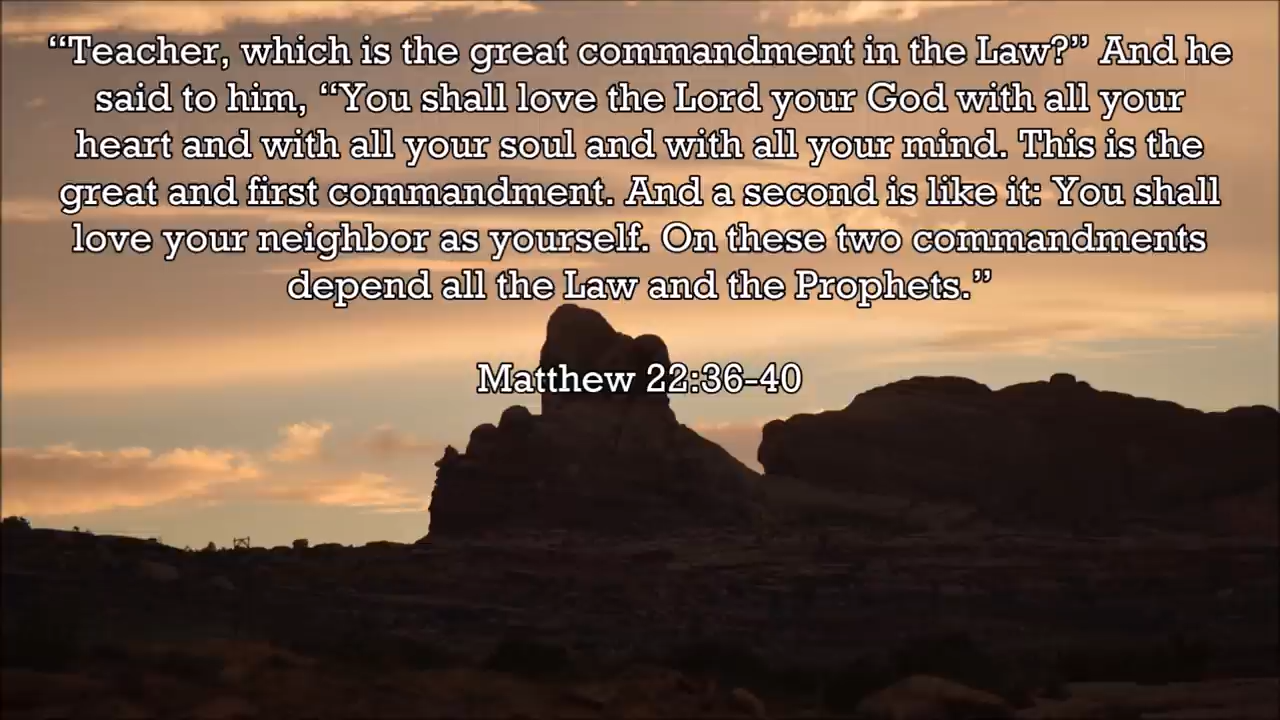 “Teacher, which is the great commandment in the Law?” And he
said to him, “You shall love the Lord your God with all your
heart and with all your soul and with all your mind. This is the
great and first commandment. And a second is like it: You shall
love your neighbor as yourself. On these two commandments
depend all the Law and the Prophets.”
Matthew 22:36-40